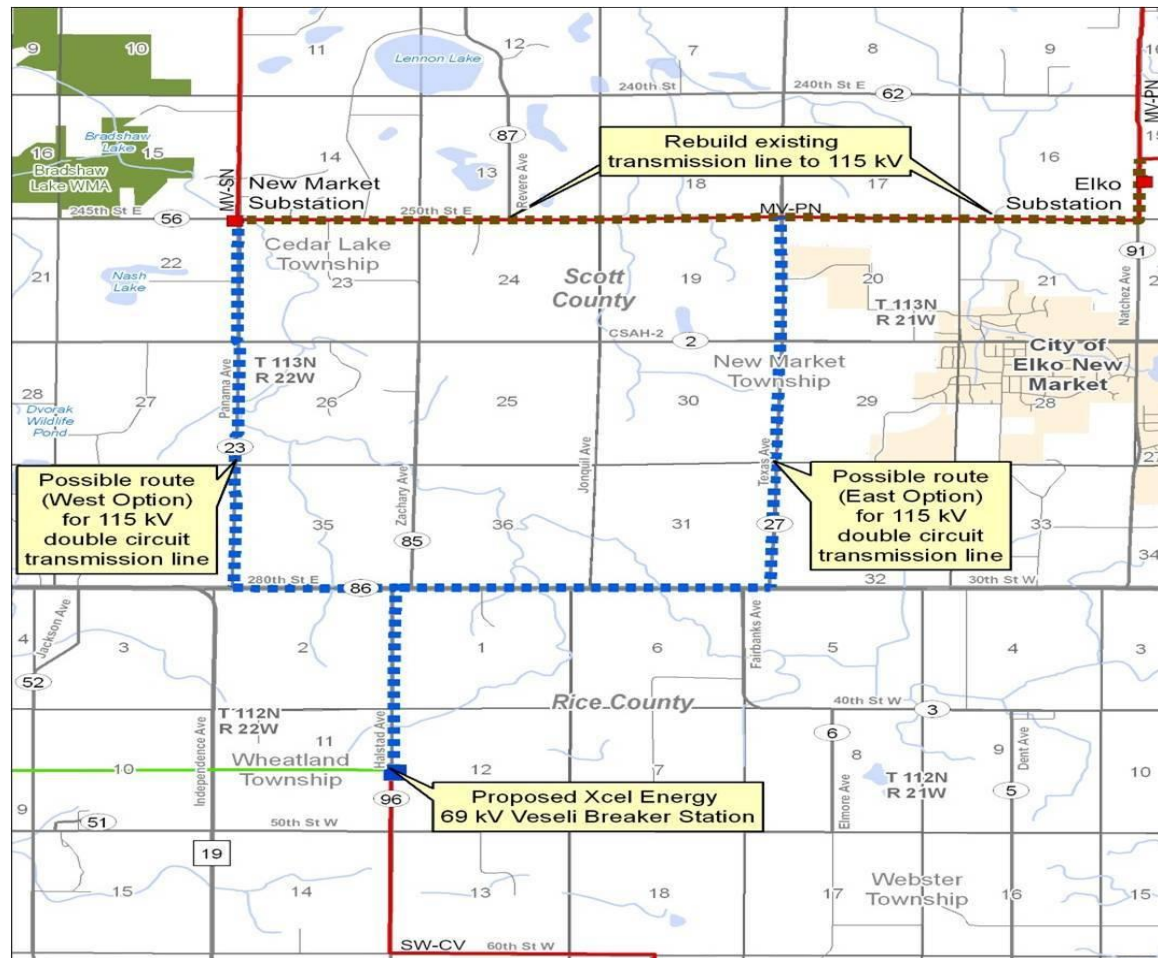 9
10
11
12
7
8
9
10
Lennon Lake
240th St
240th St E
62
MV-PN
87
Rebuild existing
transmission line to 115 kV
Bradshaw
Lake
16
15
Bradshaw
Lake WMA
14
13
Revere Ave
18
17
16
15
MV-SN
New Market
Substation
Elko
Substation
245th St E
56
250th St E
MV-PN
91
Cedar Lake
Township
21
22
23
24
19
20
21
Nash
Lake
Scott
County
T 113N
R 21W
Natchez Ave
CSAH-2
2
T 113N
R 22W
New Market
Township
City of
Elko New
Market
28
27
26
25
30
29
28
27
Dvorak
Wildlife
Pond
Panama Ave
23
Zachary Ave
Jonquil Ave
Texas Ave
Possible route
(West Option)
for 115 kV
double circuit
transmission line
Possible route
(East Option)
for 115 kV
double circuit
transmission line
35
36
31
27
33
85
34
280th St E
86
32
30th St W
4
3
2
1
6
5
4
3
Jackson Ave
Fairbanks Ave
52
Rice County
40th St W
3
T 112N
R 22W
6
11
Wheatland
Township
Halstad Ave
8
9
Dent Ave
10
12
7
T 112N
R 21W
10
Independence Ave
5
9
96
Proposed Xcel Energy
69 kV Veseli Breaker Station
Elmore Ave
51
50th St W
19
15
14
13
18
17
Webster
Township
16
15
SW-CV
60th St W